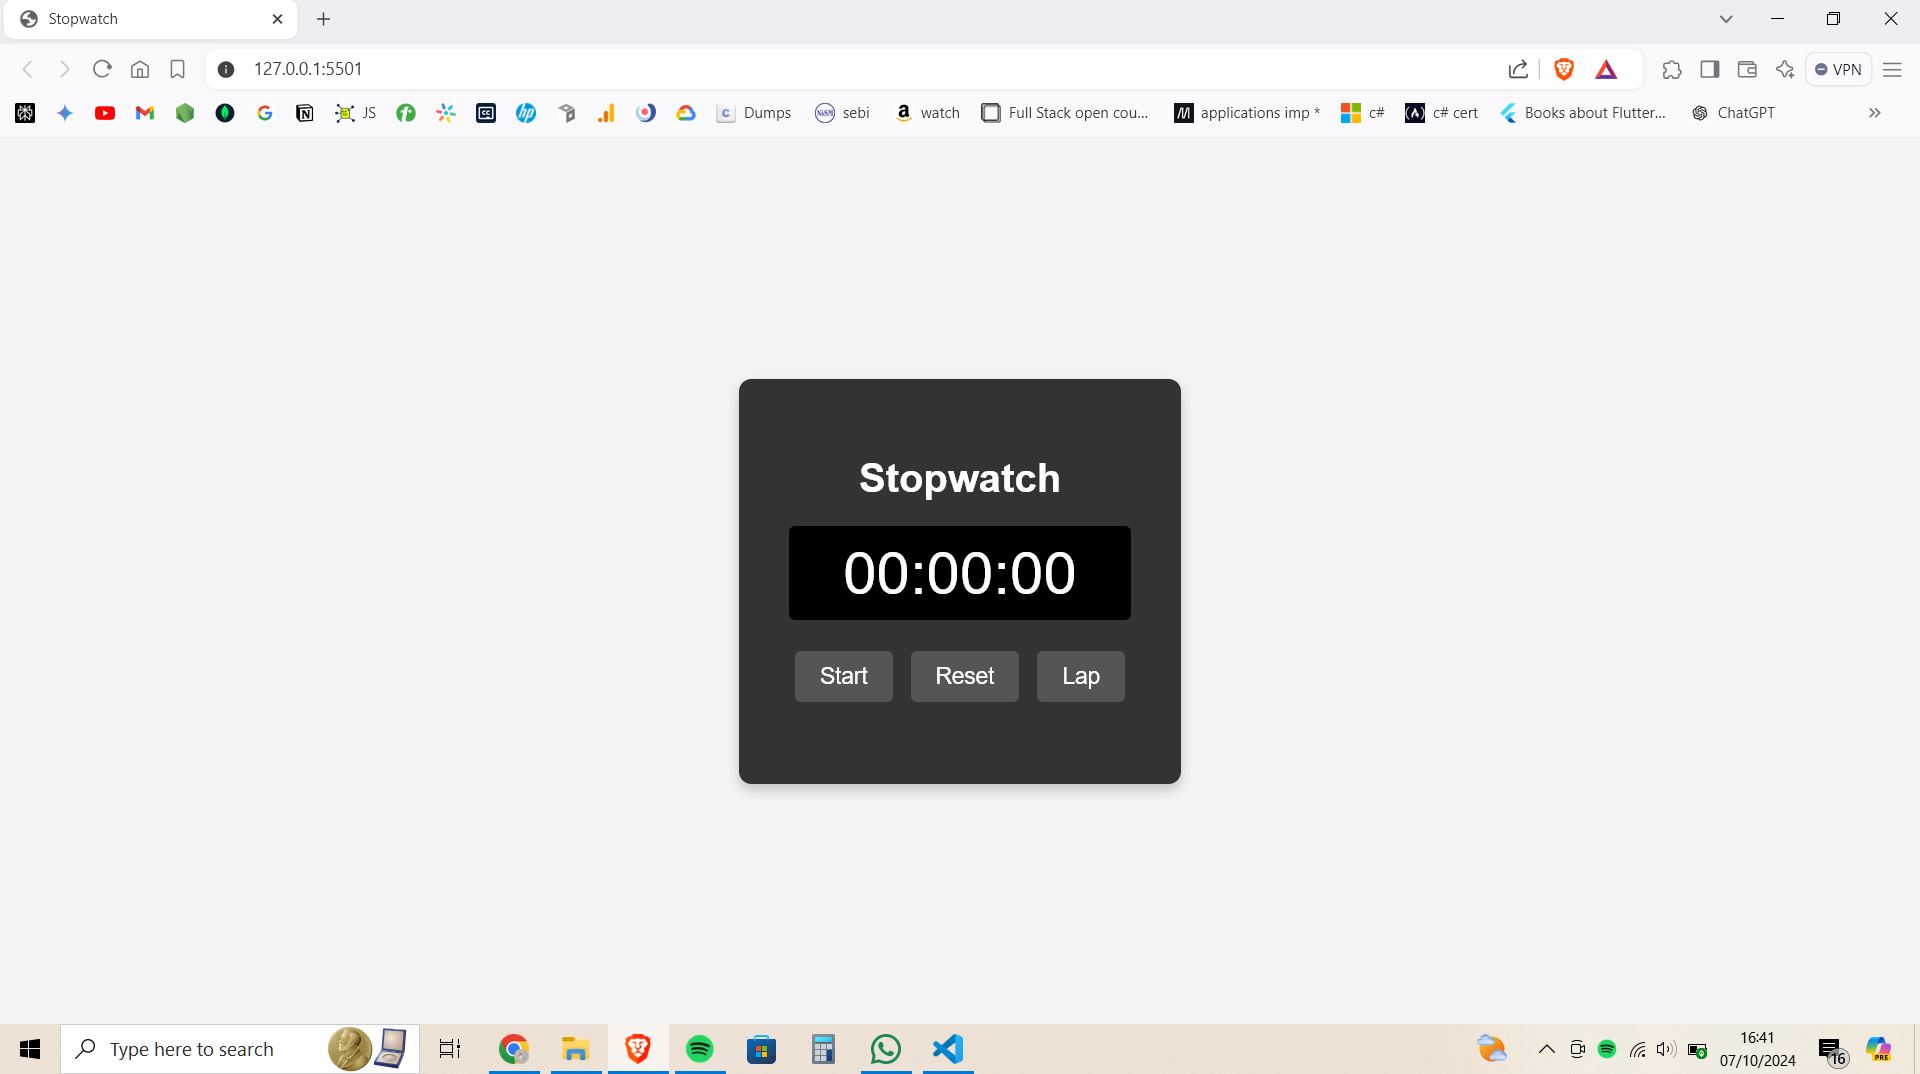 Stopwatch
127.0.0.1:5501
VPN
JS
Dumps
sebi
watch
Full Stack open cou...
applications imp *
c#
c# cert
Books about Flutter...
ChatGPT
Stopwatch
00:00:00
Start
Reset
Lap
Type here to search
16:41
07/10/2024
16
PRE